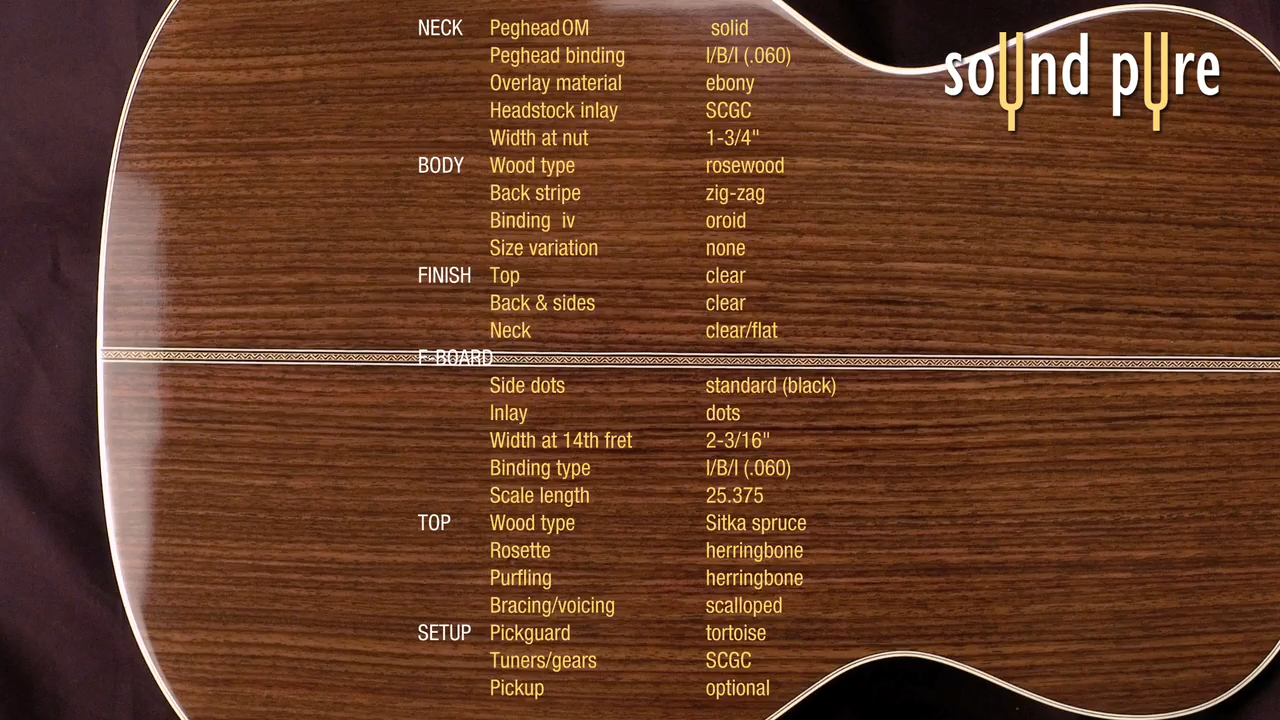 NECK PegheadOM solid
Peghead binding I/B/I (.060)
sound pure
Overlay material ebony
Headstock inlay SCGC
Width at nut 1-3/4"
BODY Wood type rosewood
Back stripe zig-zag
Binding iv oroid
Size variation none
FINISH Top clear
Back & sides clear
Neck clear/flat
F-BOARD
Side dots standard (black)
Inlay dots
Width at 14th fret 2-3/16"
Binding type I/B/I (.060)
Scale length 25.375
TOP Wood type Sitka spruce
Rosette herringbone
Purfling herringbone
Bracing/voicing scalloped
SETUP Pickguard tortoise
Tuners/gears SCGC
Pickup optional